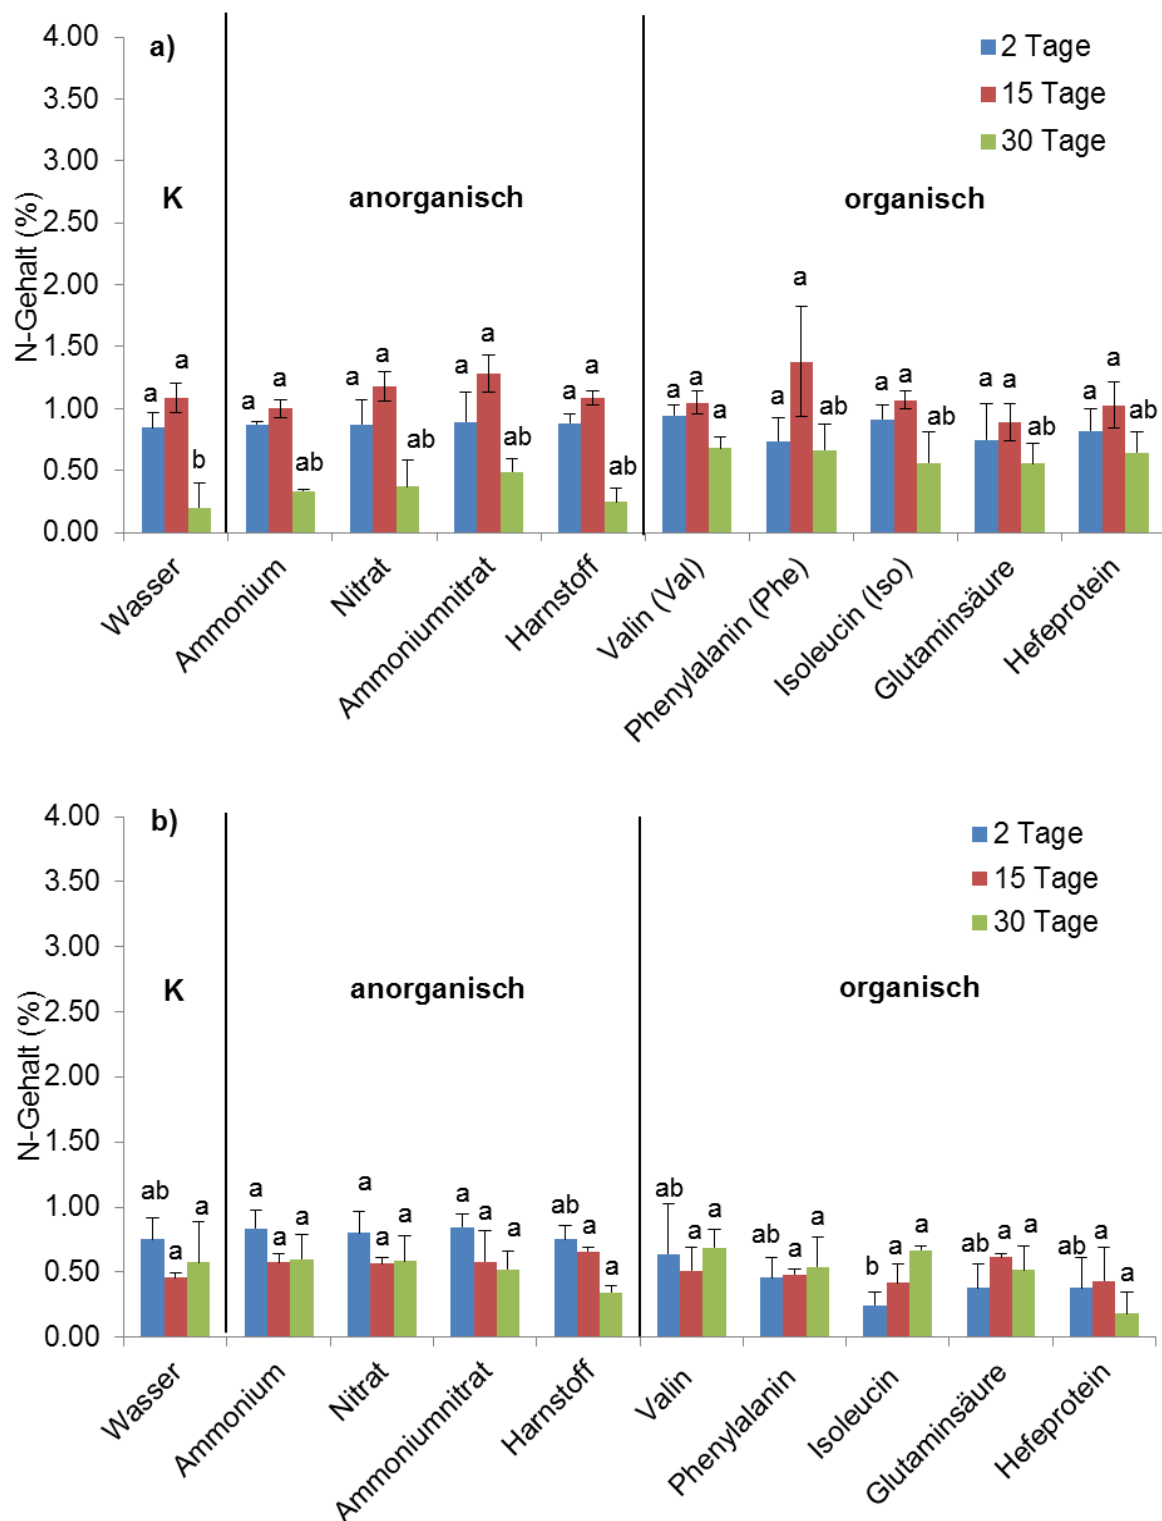 a)
2 Tage
15 Tage
30 Tage
K
anorganisch
organisch
N-Gehalt (%)
4.00
3.50
3.00
2.50
2.00
1.50
1.00
0.50
0.00
a a b
a a ab
a a ab
a a ab
a a ab
a a a
a a ab
a a ab
a a ab
a a ab
Wasser
Ammonium
Nitrat
Ammoniumnitrat
Harnstoff
Valin (Val)
Phenylalanin (Phe)
Isoleucin (Iso)
Glutaminsäure
Hefeprotein
b)
2 Tage
15 Tage
30 Tage
K
anorganisch
organisch
N-Gehalt (%)
4.00
3.50
3.00
2.50
2.00
1.50
1.00
0.50
0.00
ab a a
a a a
a a a
a a a
ab a a
ab a a
ab a a
b a a
ab a a
ab a a
Wasser
Ammonium
Nitrat
Ammoniumnitrat
Harnstoff
Valin
Phenylalanin
Isoleucin
Glutaminsäure
Hefeprotein